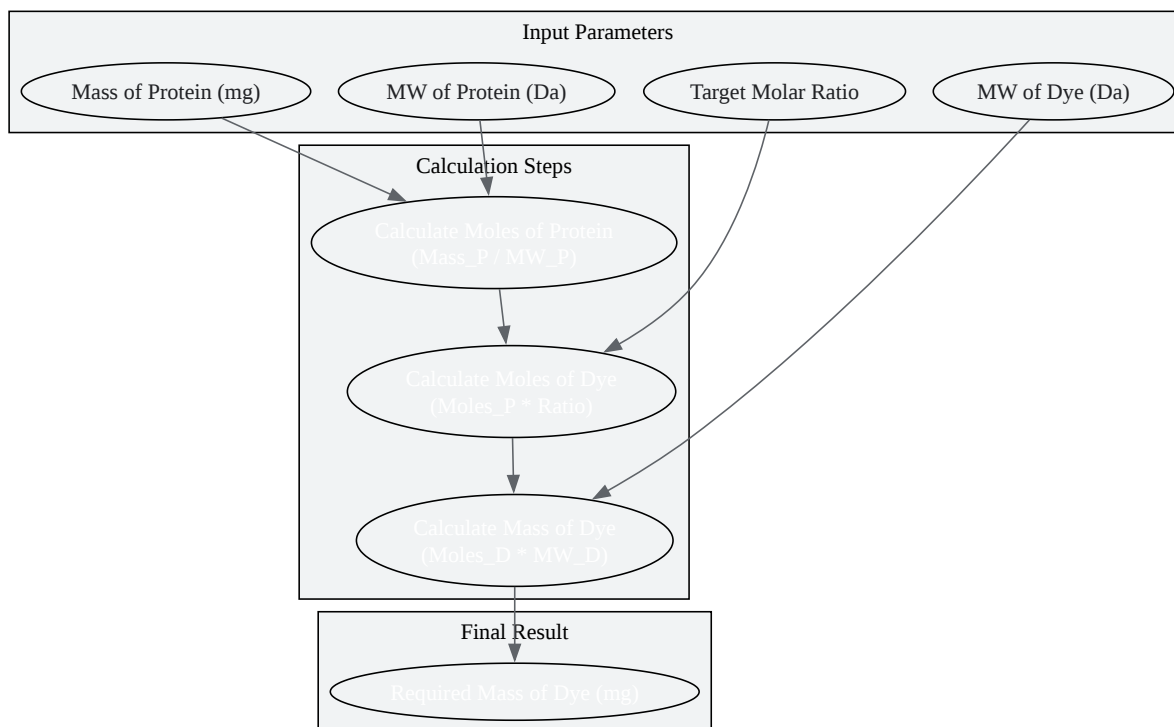 Input Parameters
Mass of Protein (mg)
MW of Protein (Da)
Target Molar Ratio
MW of Dye (Da)
Calculation Steps
Calculate Moles of Protein
(Mass_P / MW_P)
Calculate Moles of Dye
(Moles_P * Ratio)
Calculate Mass of Dye
(Moles_D * MW_D)
Final Result
Required Mass of Dye (mg)